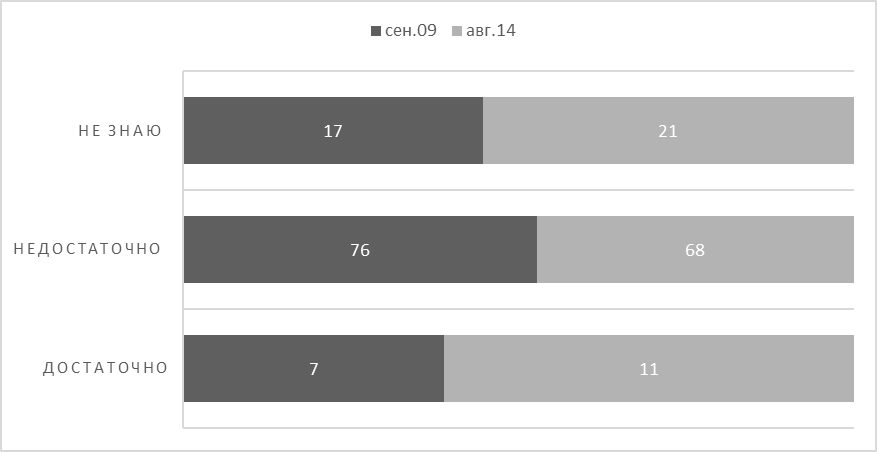 сен.09 авг.14
НЕ ЗНАЮ 17 21
НЕДОСТАТОЧНО 76 68
ДОСТАТОЧНО 7 11